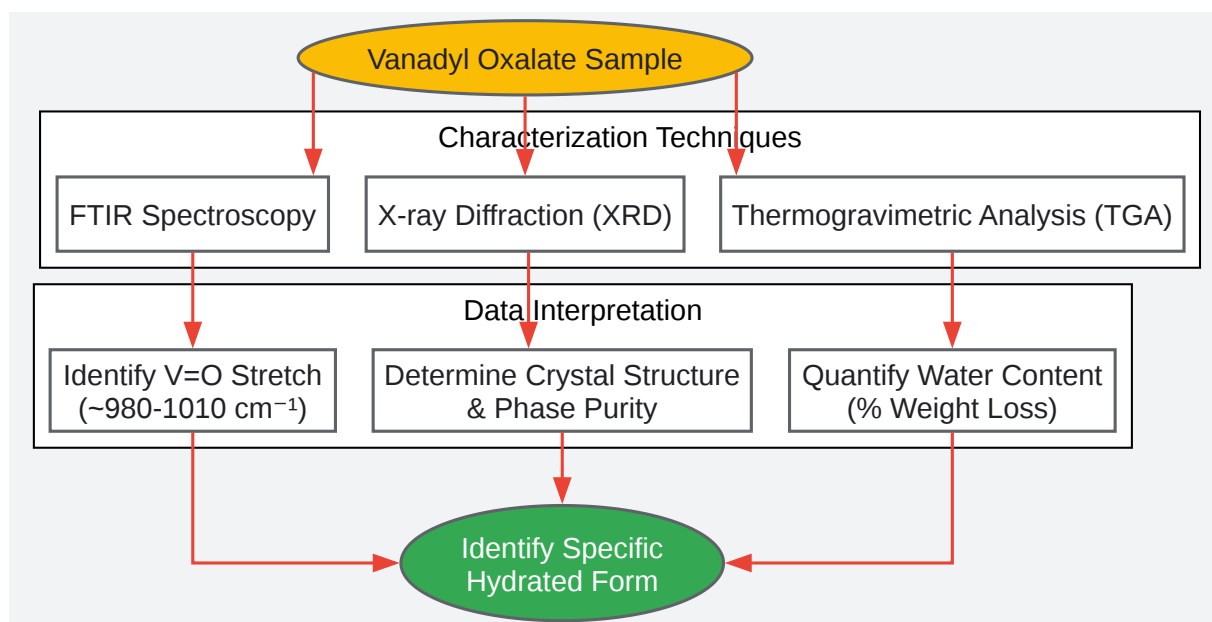 Vanadyl Oxalate Sample
Characterization Techniques
FTIR Spectroscopy
X-ray Diffraction (XRD)
Thermogravimetric Analysis (TGA)
Data Interpretation
Identify V=O Stretch
(~980-1010 cm⁻¹)
Determine Crystal Structure
& Phase Purity
Quantify Water Content
(% Weight Loss)
Identify Specific
Hydrated Form